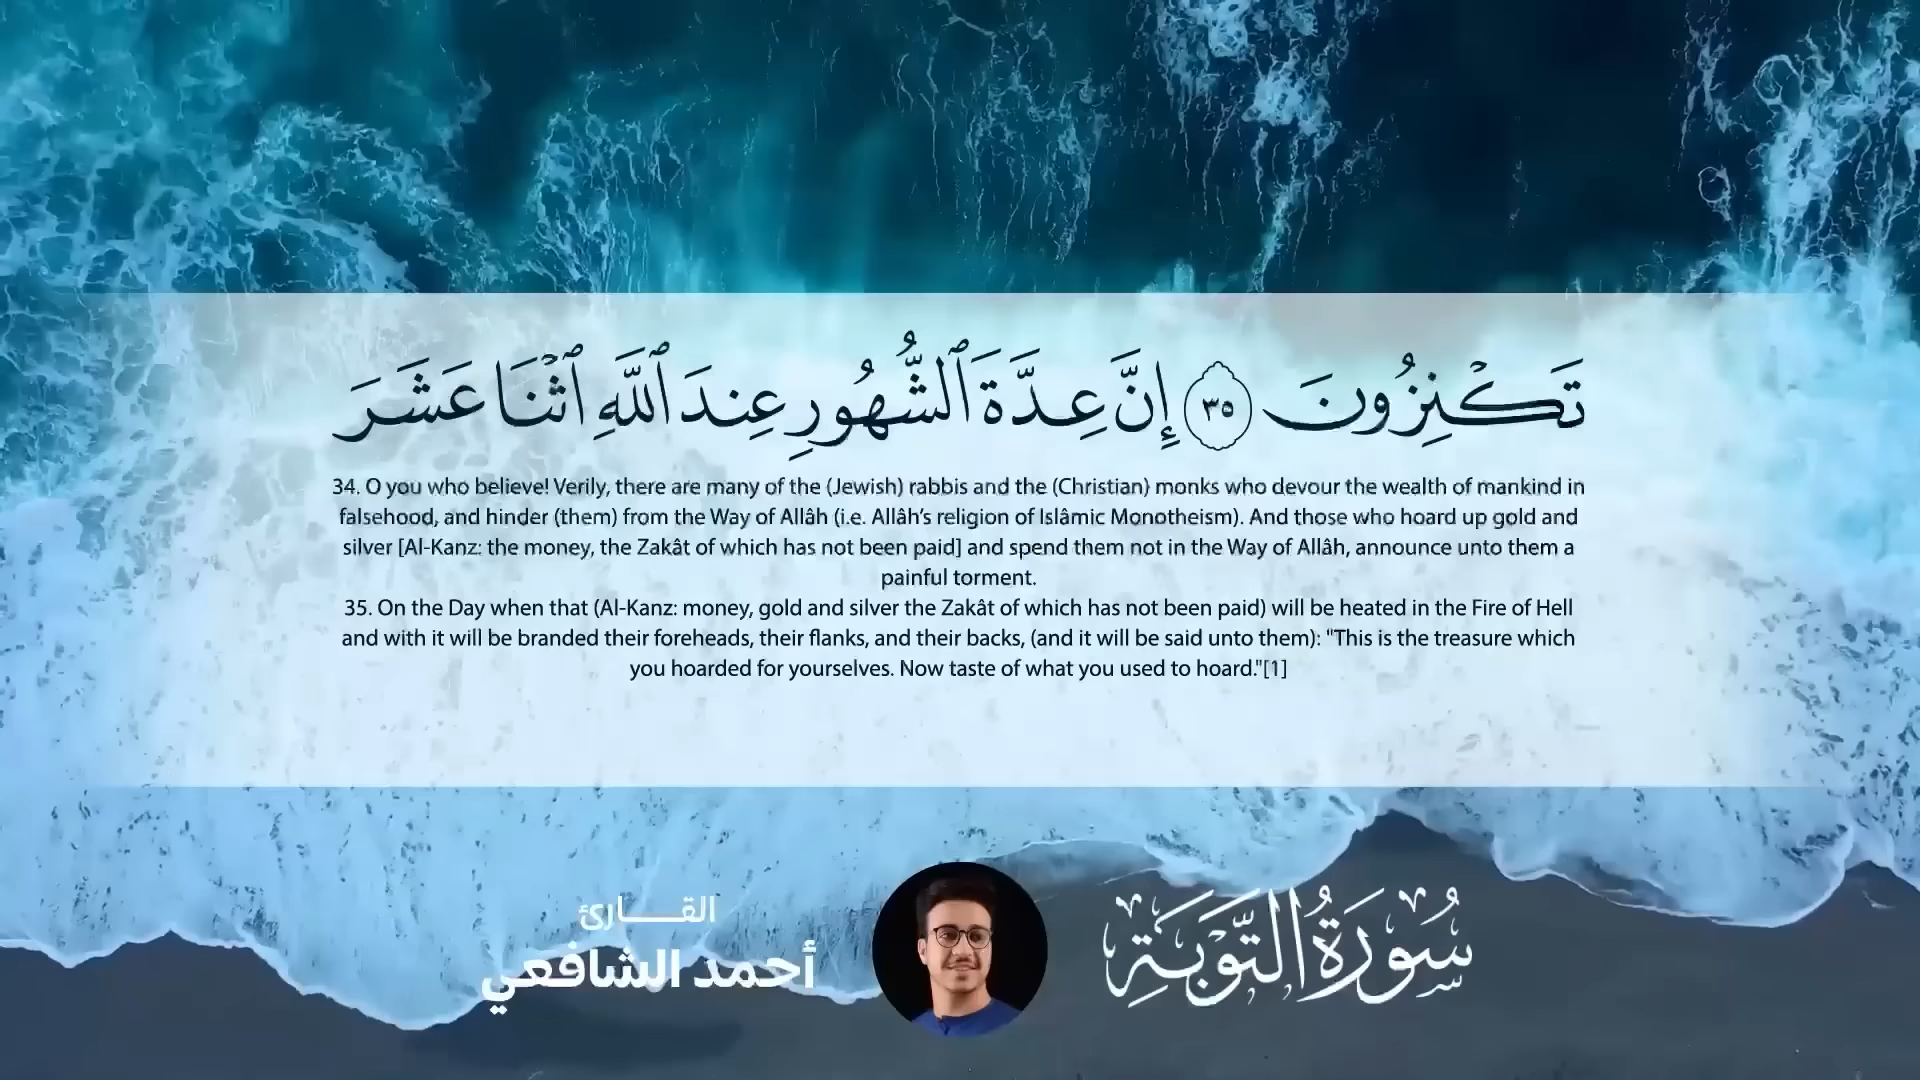 تَكْنِزُونَ ٣٥ إِنَّ عِدَّةَ ٱلشُّهُورِ عِندَ ٱللَّهِ ٱثْنَا عَشَرَ
34. O you who believe! Verily, there are many of the (Jewish) rabbis and the (Christian) monks who devour the wealth of mankind in
falsehood, and hinder (them) from the Way of Allâh (i.e. Allâh’s religion of Islâmic Monotheism). And those who hoard up gold and
silver [Al-Kanz: the money, the Zakât of which has not been paid] and spend them not in the Way of Allâh, announce unto them a
painful torment.
35. On the Day when that (Al-Kanz: money, gold and silver the Zakât of which has not been paid) will be heated in the Fire of Hell
and with it will be branded their foreheads, their flanks, and their backs, (and it will be said unto them): "This is the treasure which
you hoarded for yourselves. Now taste of what you used to hoard."[1]
سُورَةُ التَّوْبَةِ
القـــارئ
أحمد الشافعي